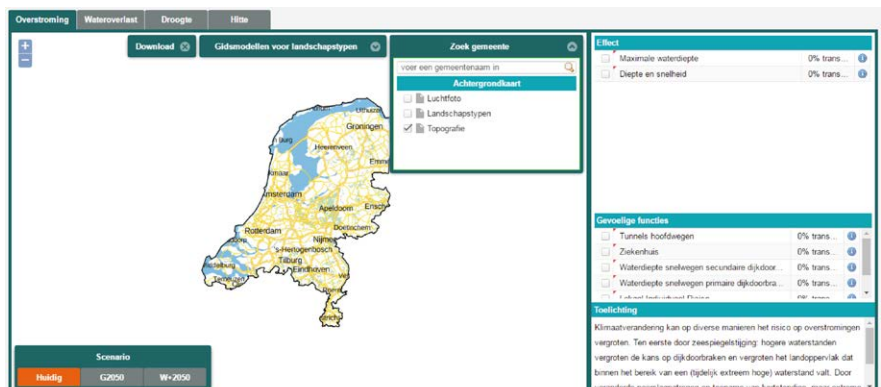 Overstroming Wateroverlast Droogte Hitte
Download
Gidsmodellen voor landschapstypen
Zoek gemeente
voer een gemeentenaam in
Achtergrondkaart
Luchtfoto
Landschapstypen
Topografie
Groningen
Heerenveen
Emme
Amsterdam
Apeldoorn
Ensch
Rotterdam
Doetinchem
Nijme
's-Hertogenbosch
Tilburg
Eindhoven
Scenario
Huidig G2050 W+2050
Effect
Maximale waterdiepte 0% trans...
Diepte en snelheid 0% trans...
Gevoelige functies
Tunnels hoofdwegen 0% trans...
Ziekenhuis 0% trans...
Waterdiepte snelwegen secundaire dijkdoor... 0% trans...
Waterdiepte snelwegen primaire dijkdoorbra... 0% trans...
Toelichting
Klimaatverandering kan op diverse manieren het risico op overstromingen
vergroten. Ten eerste door zeespiegelstijging: hogere waterstanden
vergroten de kans op dijkdoorbraken en vergroten het landoppervlak dat
binnen het bereik van een (tijdelijk extreem hoge) waterstand valt. Door